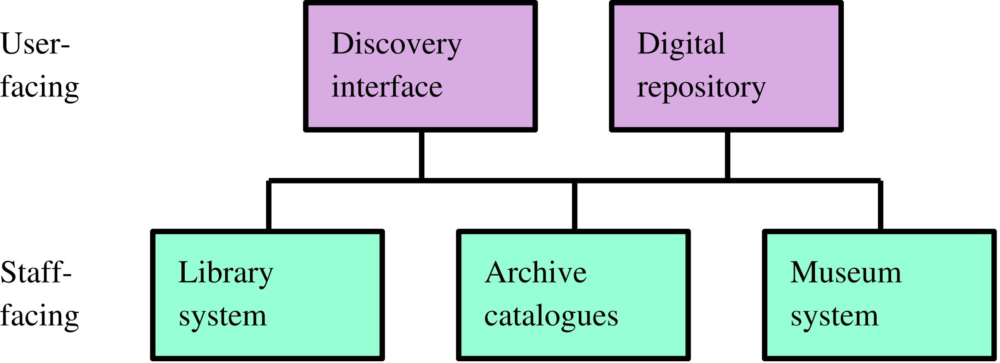 User-
facing
Discovery
interface
Digital
repository
Staff-
facing
Library
system
Archive
catalogues
Museum
system